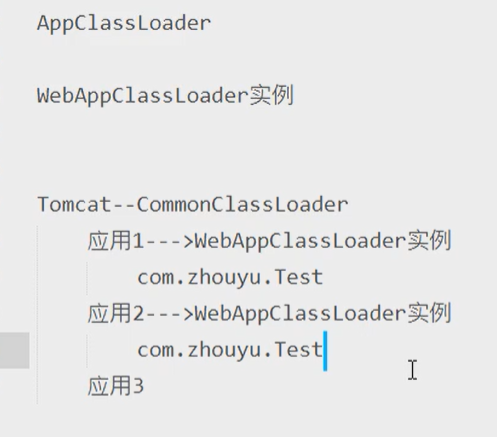 AppClassLoader
WebAppClassLoader实例
Tomcat--CommonClassLoader
应用1--->WebAppClassLoader实例
com.zhouyu.Test
应用2--->WebAppClassLoader实例
com.zhouyu.Test
应用3